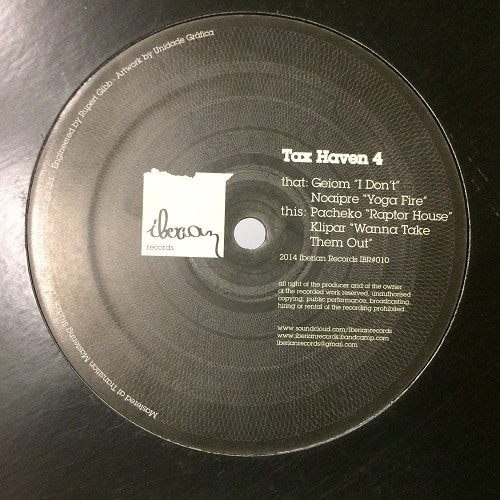 Mastered at Transition Mastering
Engineered by Rupert Gibb · Artwork by Unidade Gráfica
iberian
records
Tax Haven 4
that: Geiom "I Don't"
Noaipre "Yoga Fire"
this: Pacheko "Raptor House"
Klipar "Wanna Take
Them Out"
2014 Iberian Records IBR#010
all right of the producer and of the owner
of the recorded work reserved, unauthorised
copying, public performance, broadcasting,
hiring or rental of the recording prohibited.
www.soundcloud.com/iberianrecords
www.iberianrecords.bandcamp.com
iberianrecords@gmail.com